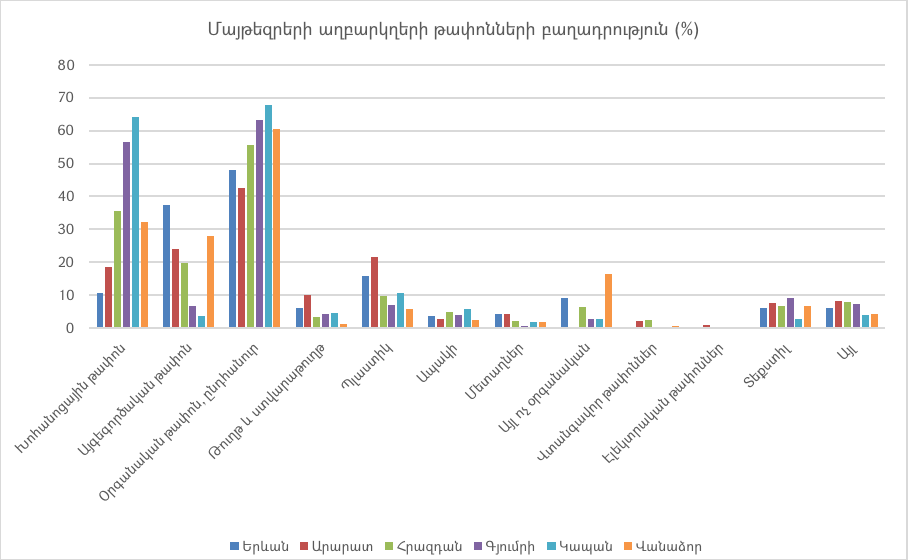 Մայթեզրերի աղբարկղերի թափոնների բաղադրություն (%)
80
70
60
50
40
30
20
10
0
Խոհանոցային թափոն
Այգեգործական թափոն
Օրգանական թափոն, ընդհանուր
Թուղթ և ստվարաթուղթ
Պլաստիկ
Ապակի
Մետաղներ
Այլ ոչ օրգանական
Վտանգավոր թափոններ
Էլեկտրական թափոններ
Տեքստիլ
Այլ
Երևան Արարատ Հրազդան Գյումրի Կապան Վանաձոր